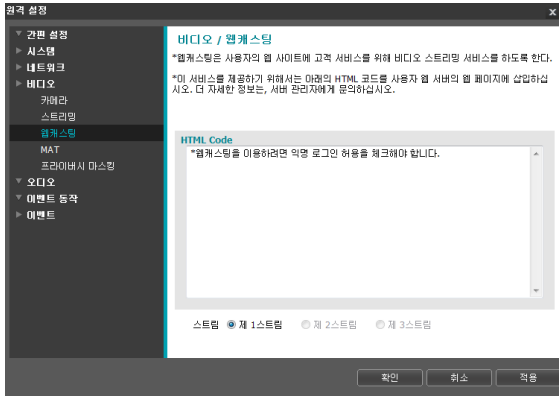 원격 설정
x
간편 설정
시스템
네트워크
비디오
카메라
스트리밍
웹캐스팅
MAT
프라이버시 마스킹
오디오
이벤트 동작
이벤트
비디오 / 웹캐스팅
*웹캐스팅은 사용자의 웹 사이트에 고객 서비스를 위해 비디오 스트리밍 서비스를 하도록 한다.
*이 서비스를 제공하기 위해서는 아래의 HTML 코드를 사용자 웹 서버의 웹 페이지에 삽입하십
시오. 더 자세한 정보는, 서버 관리자에게 문의하십시오.
HTML Code
*웹캐스팅을 이용하려면 익명 로그인 허용을 체크해야 합니다.
스트림 제 1스트림 제 2스트림 제 3스트림
확인 취소 적용